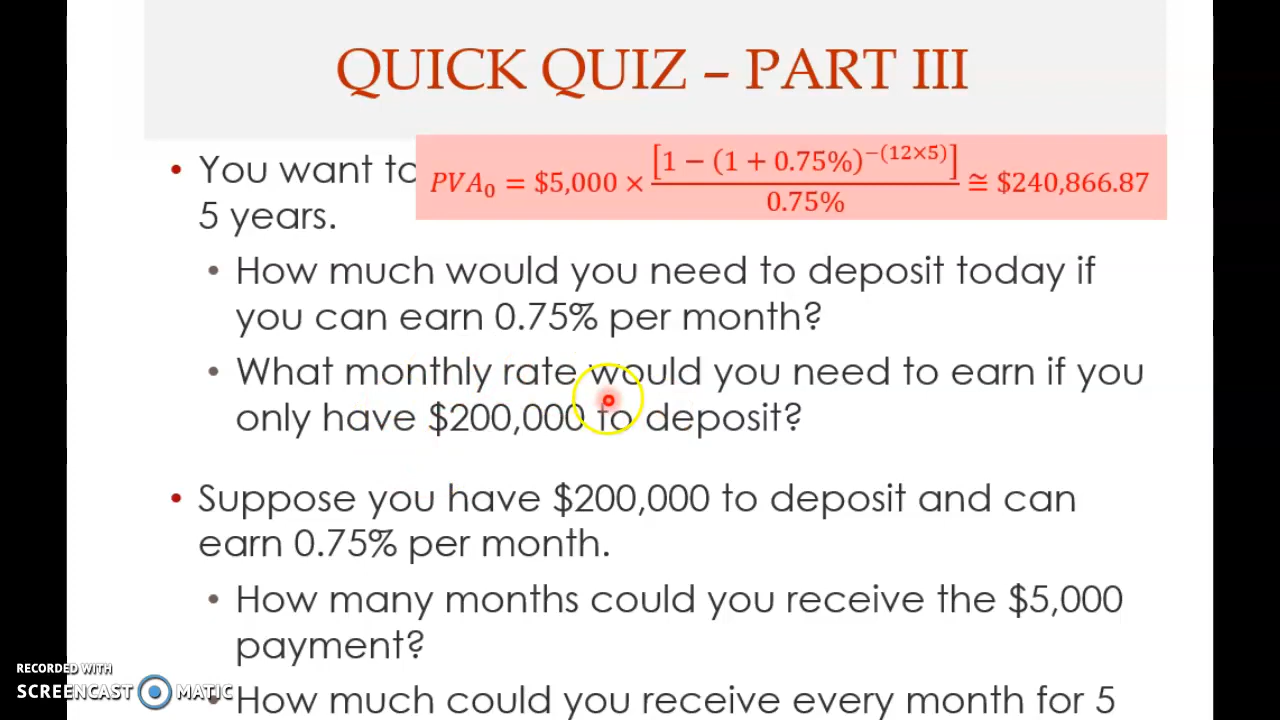 QUICK QUIZ – PART III
• You want to
PVA₀ = $5,000 × [1 − (1 + 0.75%)^−(12×5)] / 0.75% ≅ $240,866.87
5 years.
• How much would you need to deposit today if
you can earn 0.75% per month?
• What monthly rate would you need to earn if you
only have $200,000 to deposit?
• Suppose you have $200,000 to deposit and can
earn 0.75% per month.
• How many months could you receive the $5,000
payment?
• How much could you receive every month for 5
RECORDED WITH
SCREENCAST MATIC